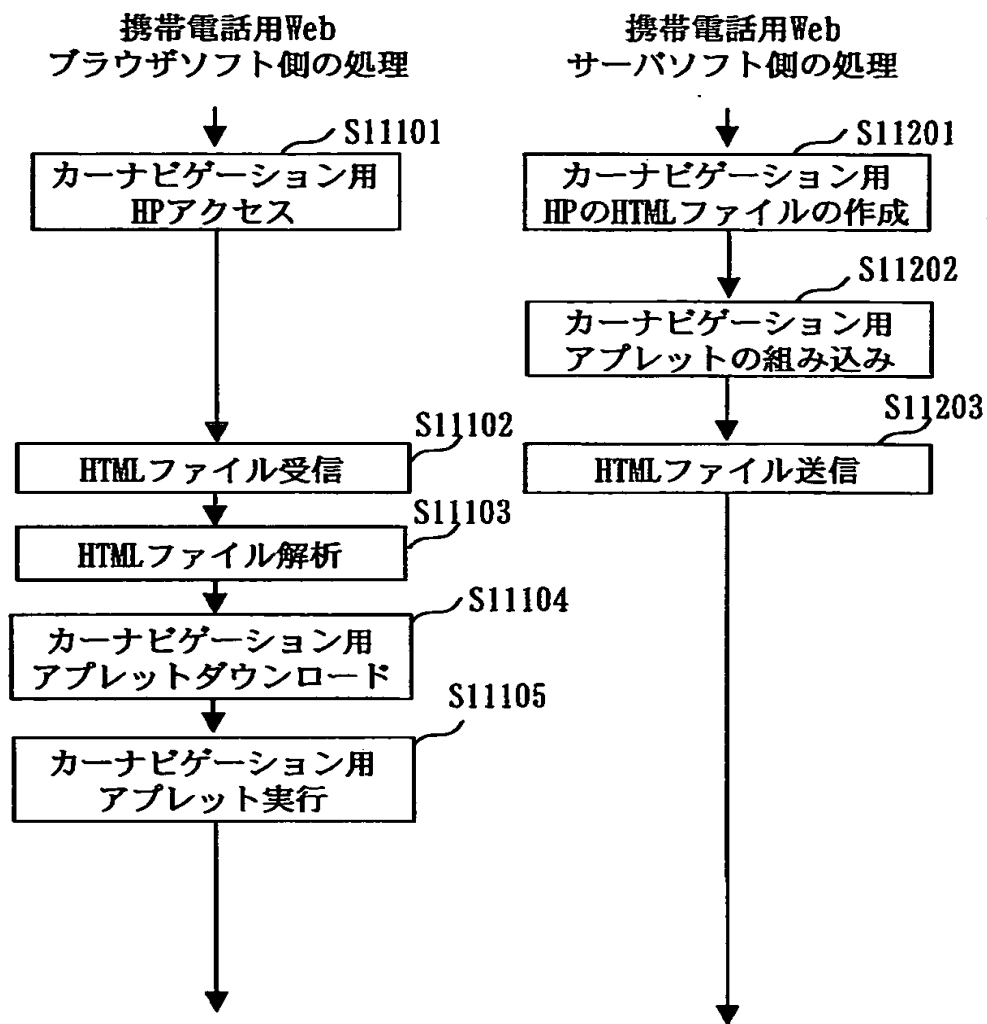 携帯電話用Web
ブラウザソフト側の処理
S11101
カーナビゲーション用
HPアクセス
S11102
HTMLファイル受信
S11103
HTMLファイル解析
S11104
カーナビゲーション用
アプレットダウンロード
S11105
カーナビゲーション用
アプレット実行
携帯電話用Web
サーバソフト側の処理
S11201
カーナビゲーション用
HPのHTMLファイルの作成
S11202
カーナビゲーション用
アプレットの組み込み
S11203
HTMLファイル送信